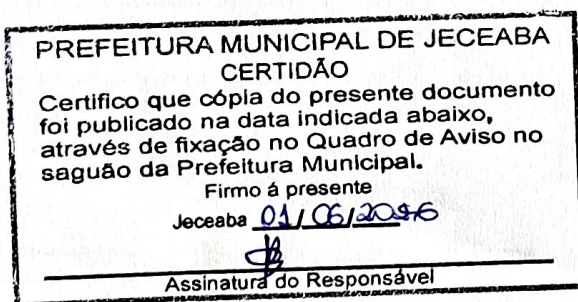 PREFEITURA MUNICIPAL DE JECEABA
CERTIDÃO
Certifico que cópia do presente documento
foi publicado na data indicada abaixo,
através de fixação no Quadro de Aviso no
saguão da Prefeitura Municipal.
Firmo á presente
Jeceaba 01/06/
Assinatura do Responsável